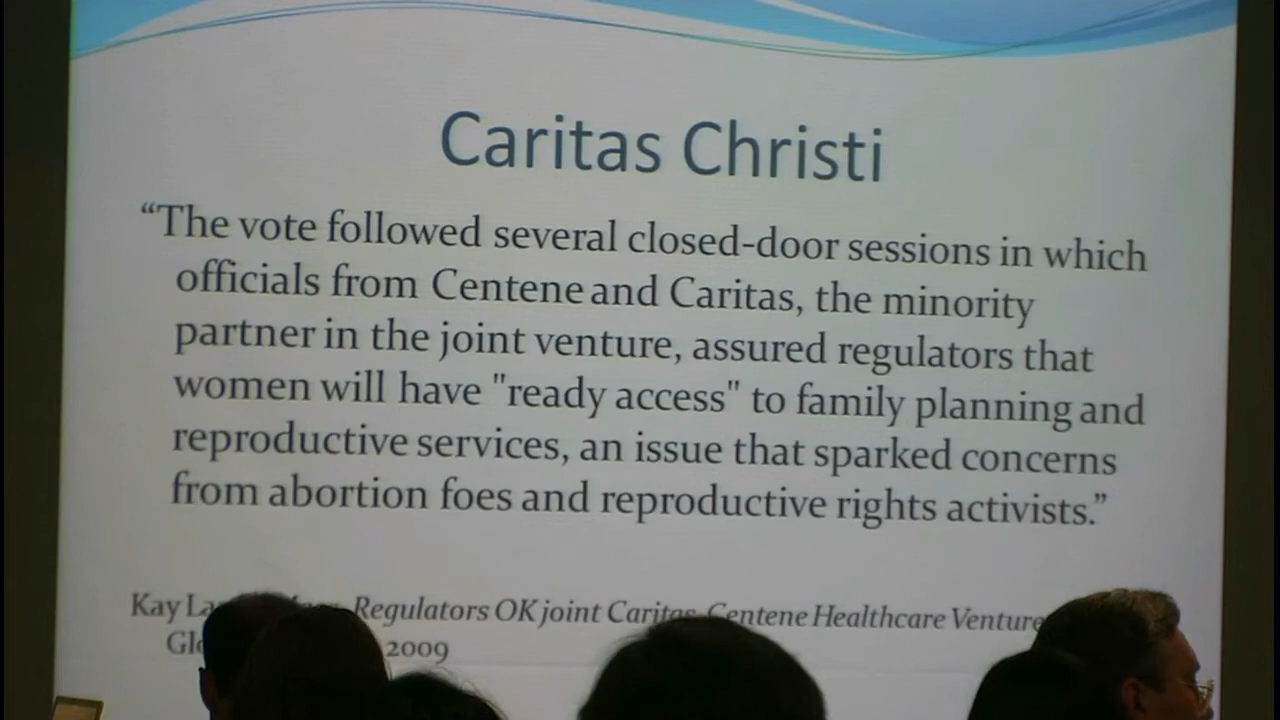 Caritas Christi
“The vote followed several closed-door sessions in which
officials from Centene and Caritas, the minority
partner in the joint venture, assured regulators that
women will have "ready access" to family planning and
reproductive services, an issue that sparked concerns
from abortion foes and reproductive rights activists.”
Kay Regulators OK joint Caritas-Centene Healthcare Venture
2009